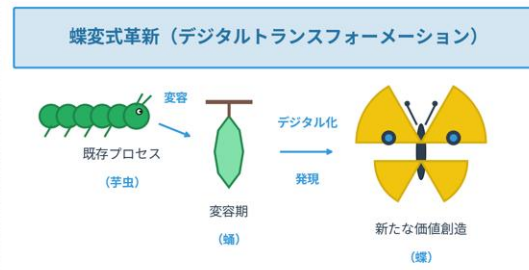 蝶変式革新（デジタルトランスフォーメーション）
変容
既存プロセス
（芋虫）
変容期
（蛹）
デジタル化
発現
新たな価値創造
（蝶）